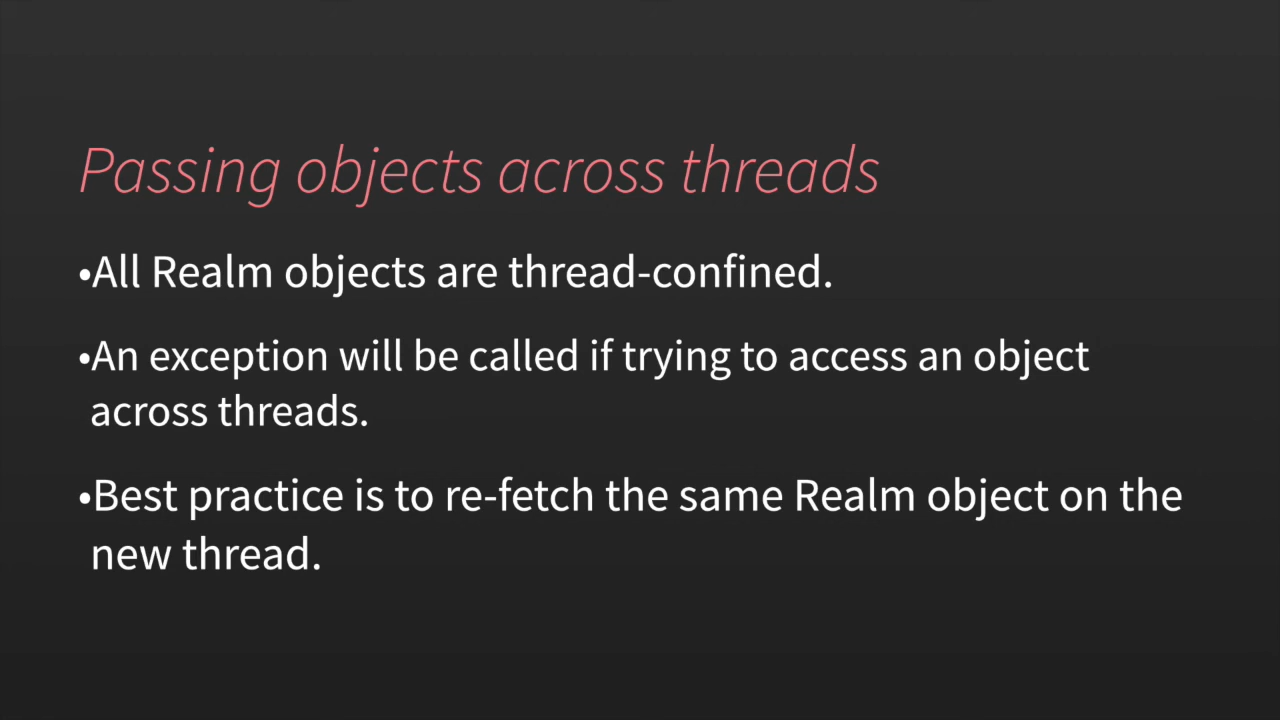 Passing objects across threads
•All Realm objects are thread-confined.
•An exception will be called if trying to access an object
across threads.
•Best practice is to re-fetch the same Realm object on the
new thread.